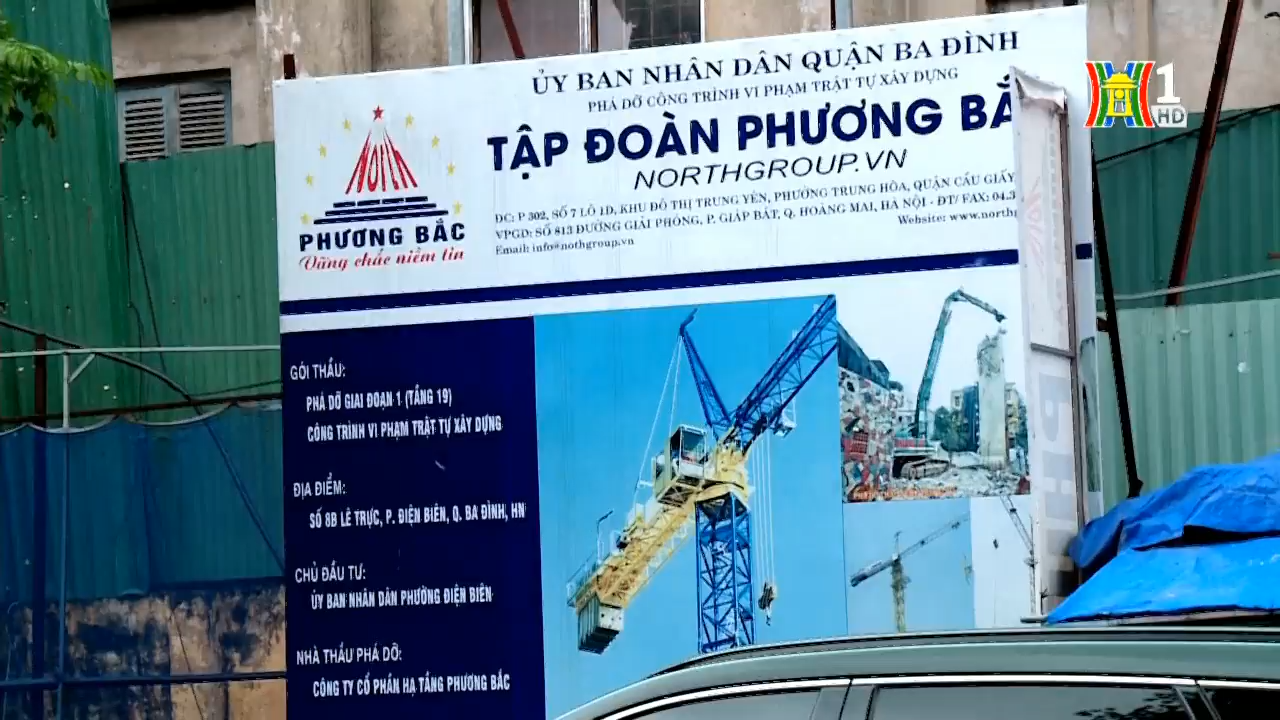 ỦY BAN NHÂN DÂN QUẬN BA ĐÌNH
PHÁ DỠ CÔNG TRÌNH VI PHẠM TRẬT TỰ XÂY DỰNG
TẬP ĐOÀN PHƯƠNG BẮ
NORTHGROUP.VN
ĐC: P 302, SỐ 7 LÔ 1D, KHU ĐÔ THỊ TRUNG YÊN, PHƯỜNG TRUNG HÒA, QUẬN CẦU GIẤY
VPGD: SỐ 813 ĐƯỜNG GIẢI PHÓNG, P. GIÁP BÁT, Q. HOÀNG MAI, HÀ NỘI - ĐT/ FAX: 04.3
Email: info@nothgroup.vn
Website: www.northg
North
PHƯƠNG BẮC
Vững chắc niềm tin
GÓI THẦU:
PHÁ DỠ GIAI ĐOẠN 1 (TẦNG 19)
CÔNG TRÌNH VI PHẠM TRẬT TỰ XÂY DỰNG
ĐỊA ĐIỂM:
SỐ 8B LÊ TRỰC, P. ĐIỆN BIÊN, Q. BA ĐÌNH, HN
CHỦ ĐẦU TƯ:
ỦY BAN NHÂN DÂN PHƯỜNG ĐIỆN BIÊN
NHÀ THẦU PHÁ DỠ:
CÔNG TY CỔ PHẦN HẠ TẦNG PHƯƠNG BẮC
H 1
HD